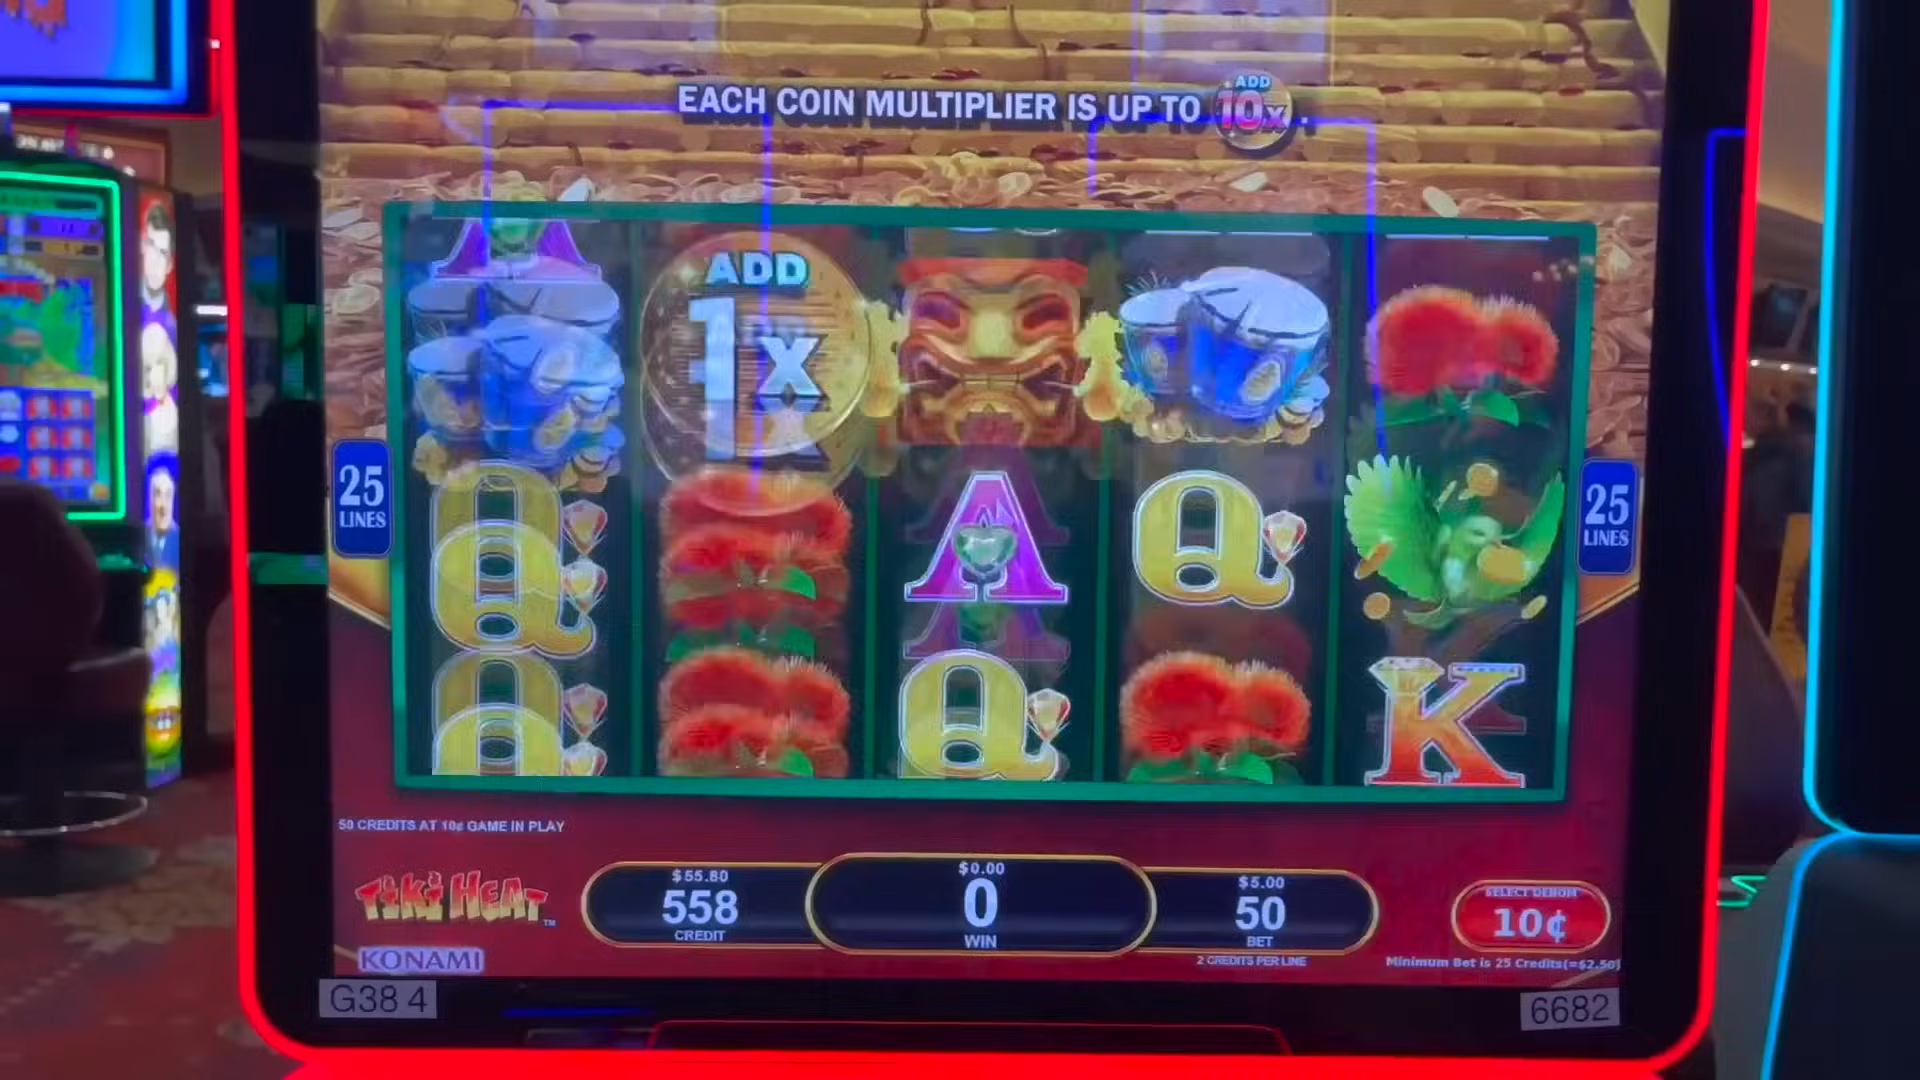 EACH COIN MULTIPLIER IS UP TO ADD 10x.
A
ADD
1x
Q
A
Q
25
LINES
25
LINES
Q
Q
K
50 CREDITS AT 10¢ GAME IN PLAY
TIKI HEAT™
$55.80
558
CREDIT
$0.00
0
WIN
$5.00
50
BET
2 CREDITS PER LINE
SELECT DENOM
10¢
Minimum Bet is 25 Credits(=$2.50)
KONAMI
G38 4
6682